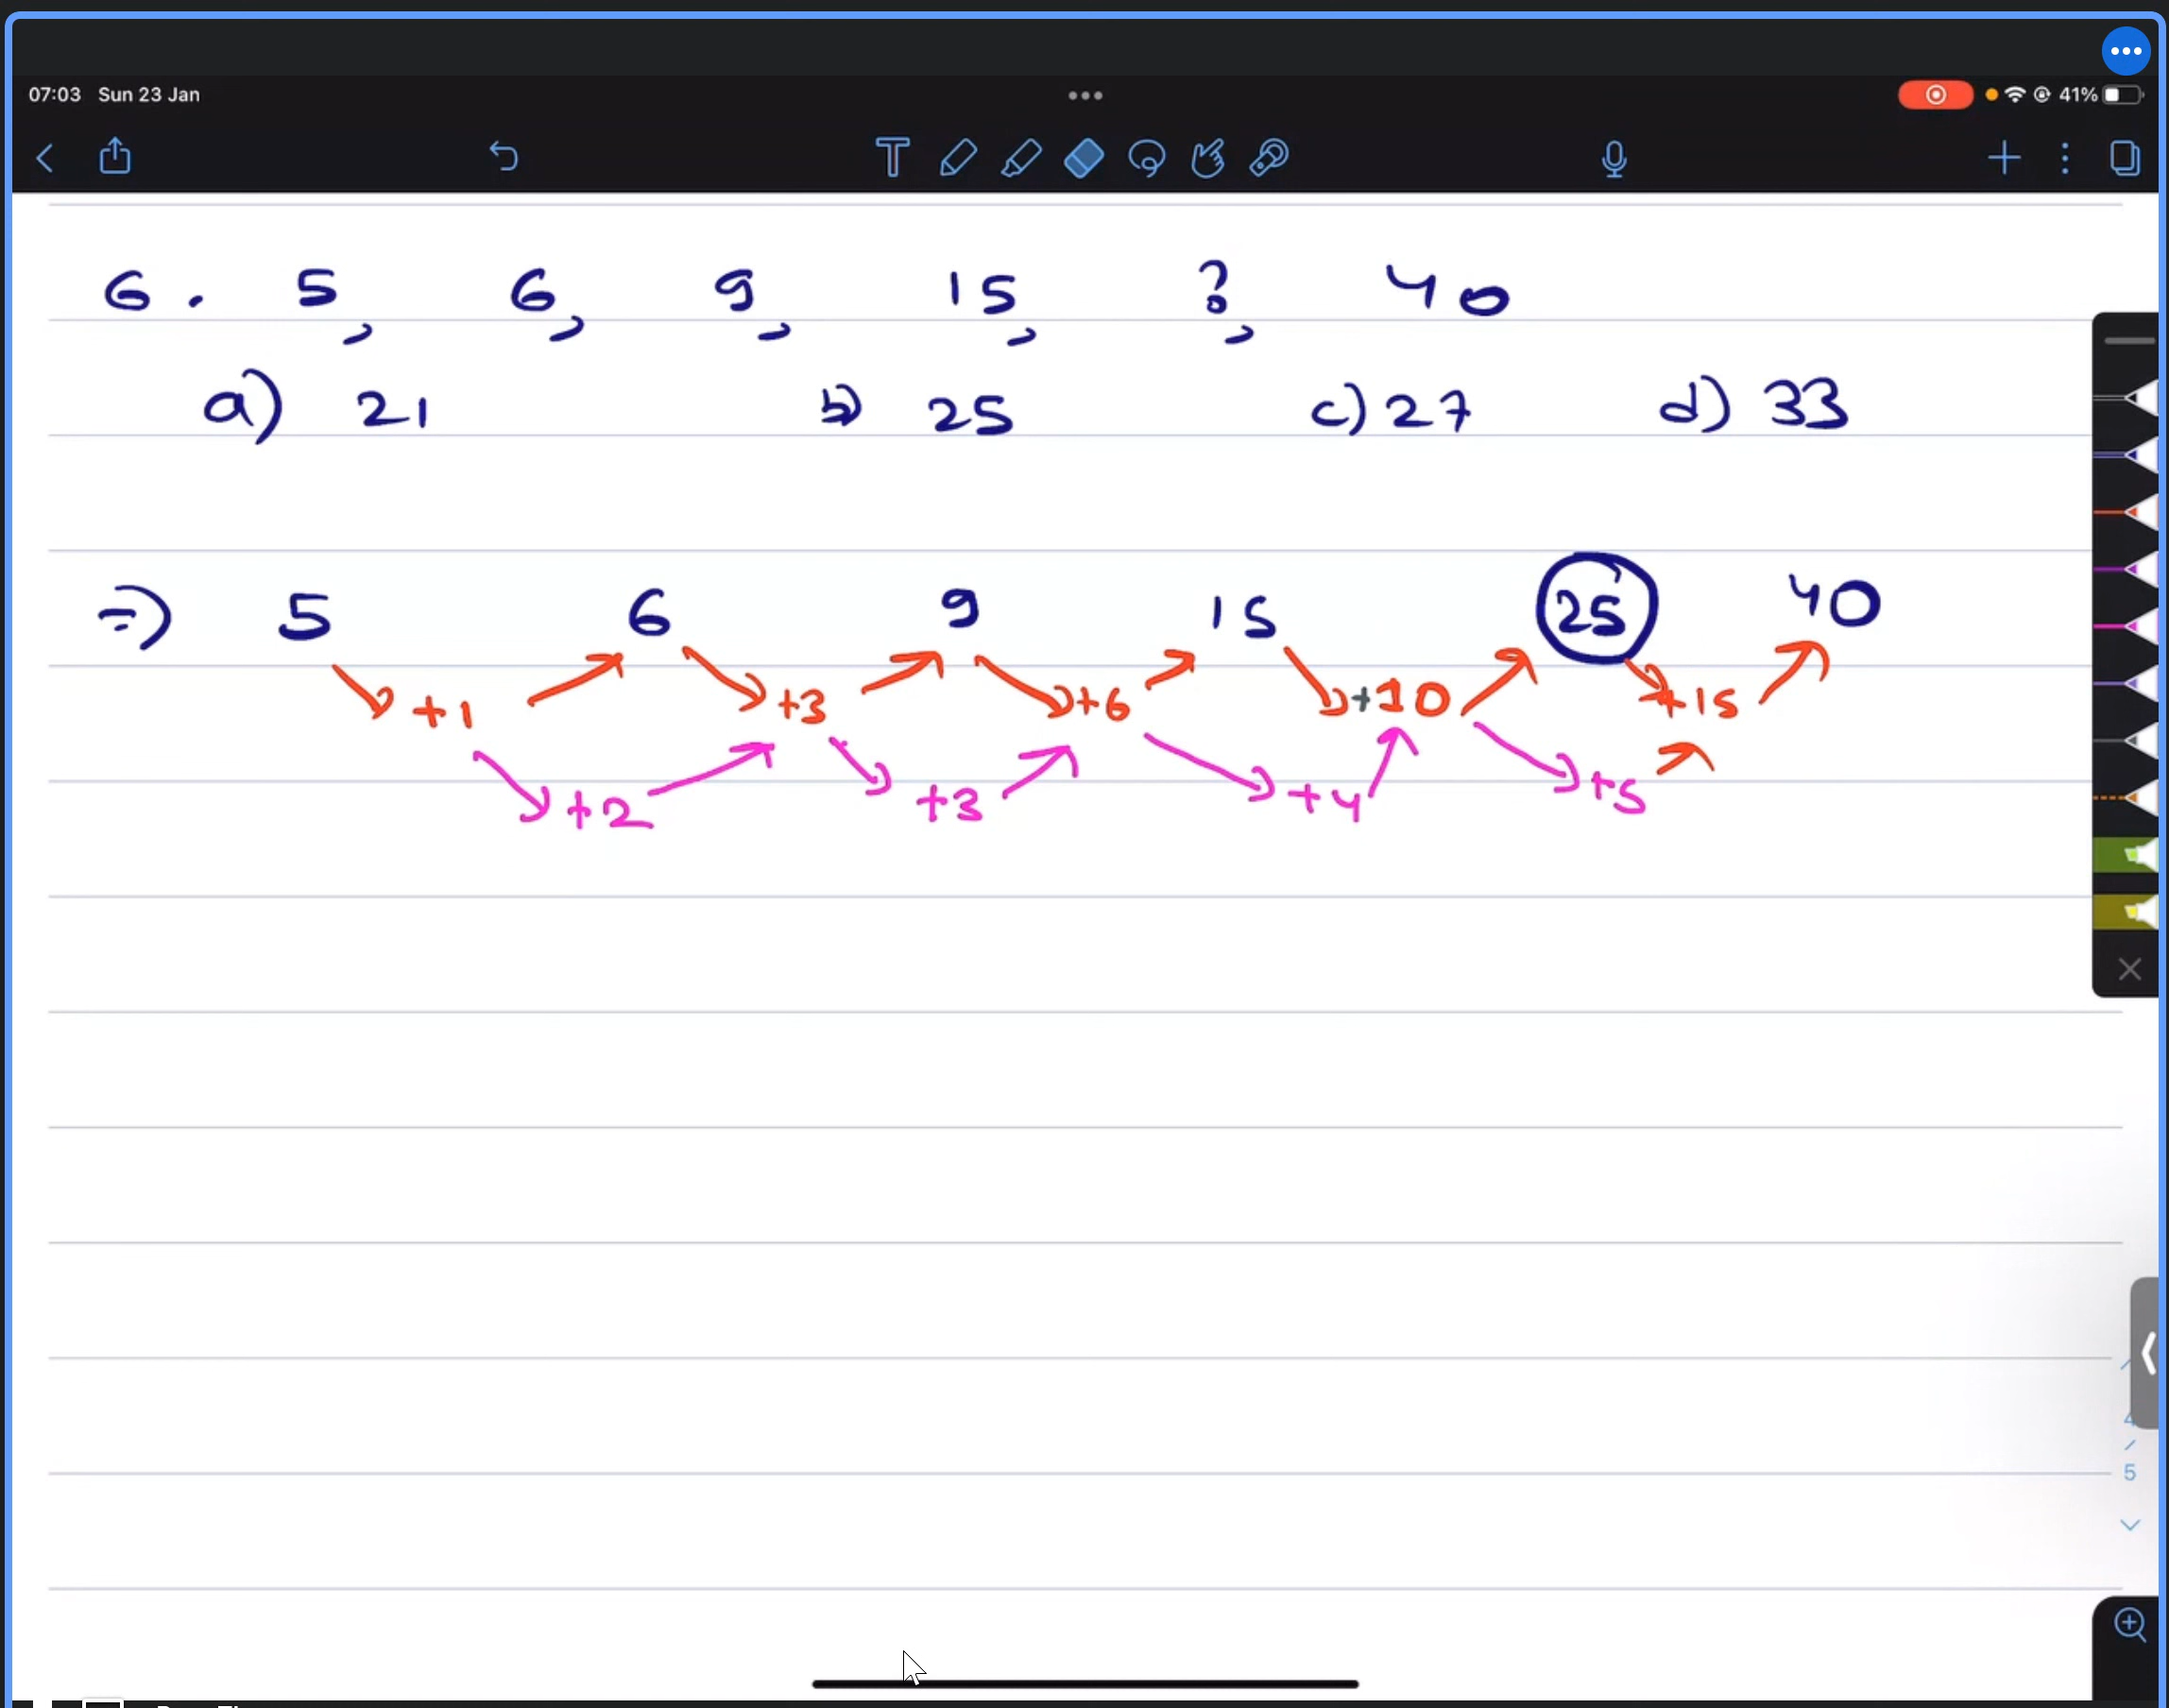 07:03 Sun 23 Jan
41%
6. 5, 6, 9, 15, ?, 40
a) 21 b) 25 c) 27 d) 33
⇒) 5 6 9 15 25 40
+1 +3 +6 +10 +15
+2 +3 +4 +5
5